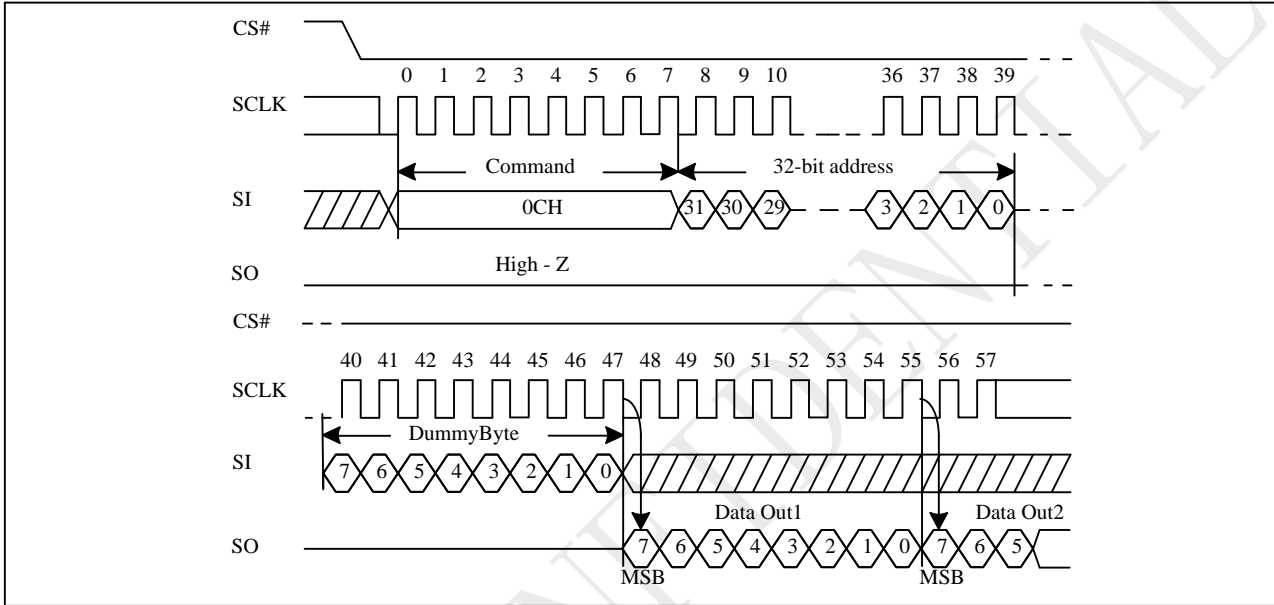 CS#
0 1 2 3 4 5 6 7 8 9 10 36 37 38 39
SCLK
Command 32-bit address
SI 0CH 31 30 29 3 2 1 0
High - Z
SO
CS#
40 41 42 43 44 45 46 47 48 49 50 51 52 53 54 55 56 57
SCLK
DummyByte
SI 7 6 5 4 3 2 1 0
Data Out1 Data Out2
SO 7 6 5 4 3 2 1 0 7 6 5
MSB MSB
NTIDENTIAL